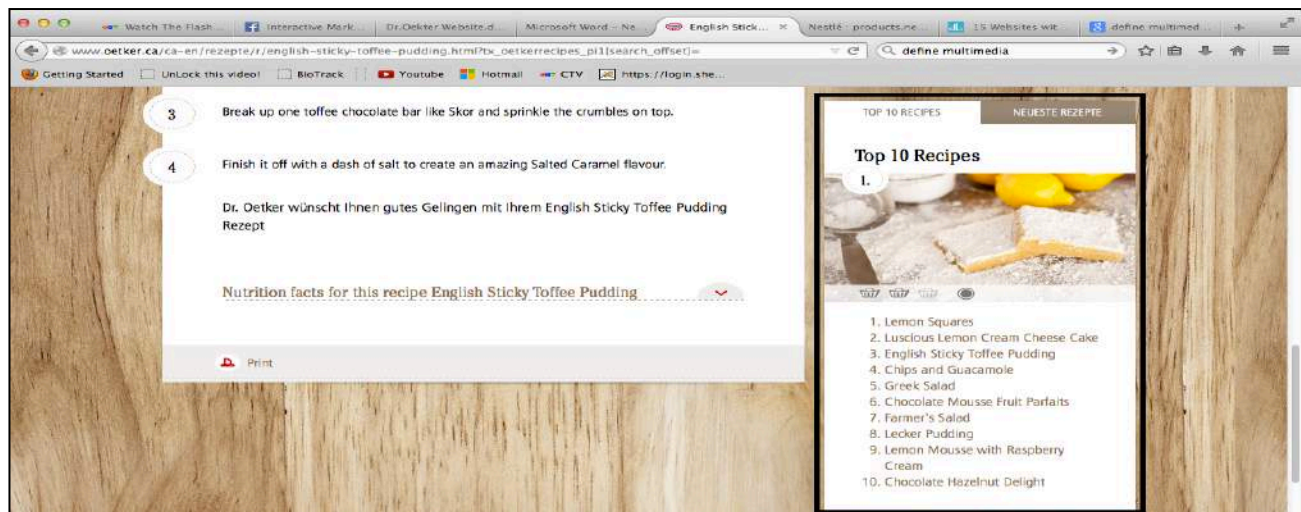 Watch The Flash...
Interactive Mark...
Dr.Oekter Website.d...
Microsoft Word – Ne...
English Stick...
Nestlé - products.ne...
15 Websites wit...
define multimed...
www.oetker.ca/ca-en/rezepte/r/english-sticky-toffee-pudding.html?tx_oetkerrecipes_pi1[search_offset]=
define multimedia
Getting Started
UnLock this video!
BioTrack
Youtube
Hotmail
CTV
https://login.she...
3
Break up one toffee chocolate bar like Skor and sprinkle the crumbles on top.
4
Finish it off with a dash of salt to create an amazing Salted Caramel flavour.
Dr. Oetker wünscht Ihnen gutes Gelingen mit Ihrem English Sticky Toffee Pudding
Rezept
Nutrition facts for this recipe English Sticky Toffee Pudding
Print
TOP 10 RECIPES
NEUESTE REZEPTE
Top 10 Recipes
1.
1. Lemon Squares
2. Luscious Lemon Cream Cheese Cake
3. English Sticky Toffee Pudding
4. Chips and Guacamole
5. Greek Salad
6. Chocolate Mousse Fruit Parfaits
7. Farmer's Salad
8. Lecker Pudding
9. Lemon Mousse with Raspberry
Cream
10. Chocolate Hazelnut Delight